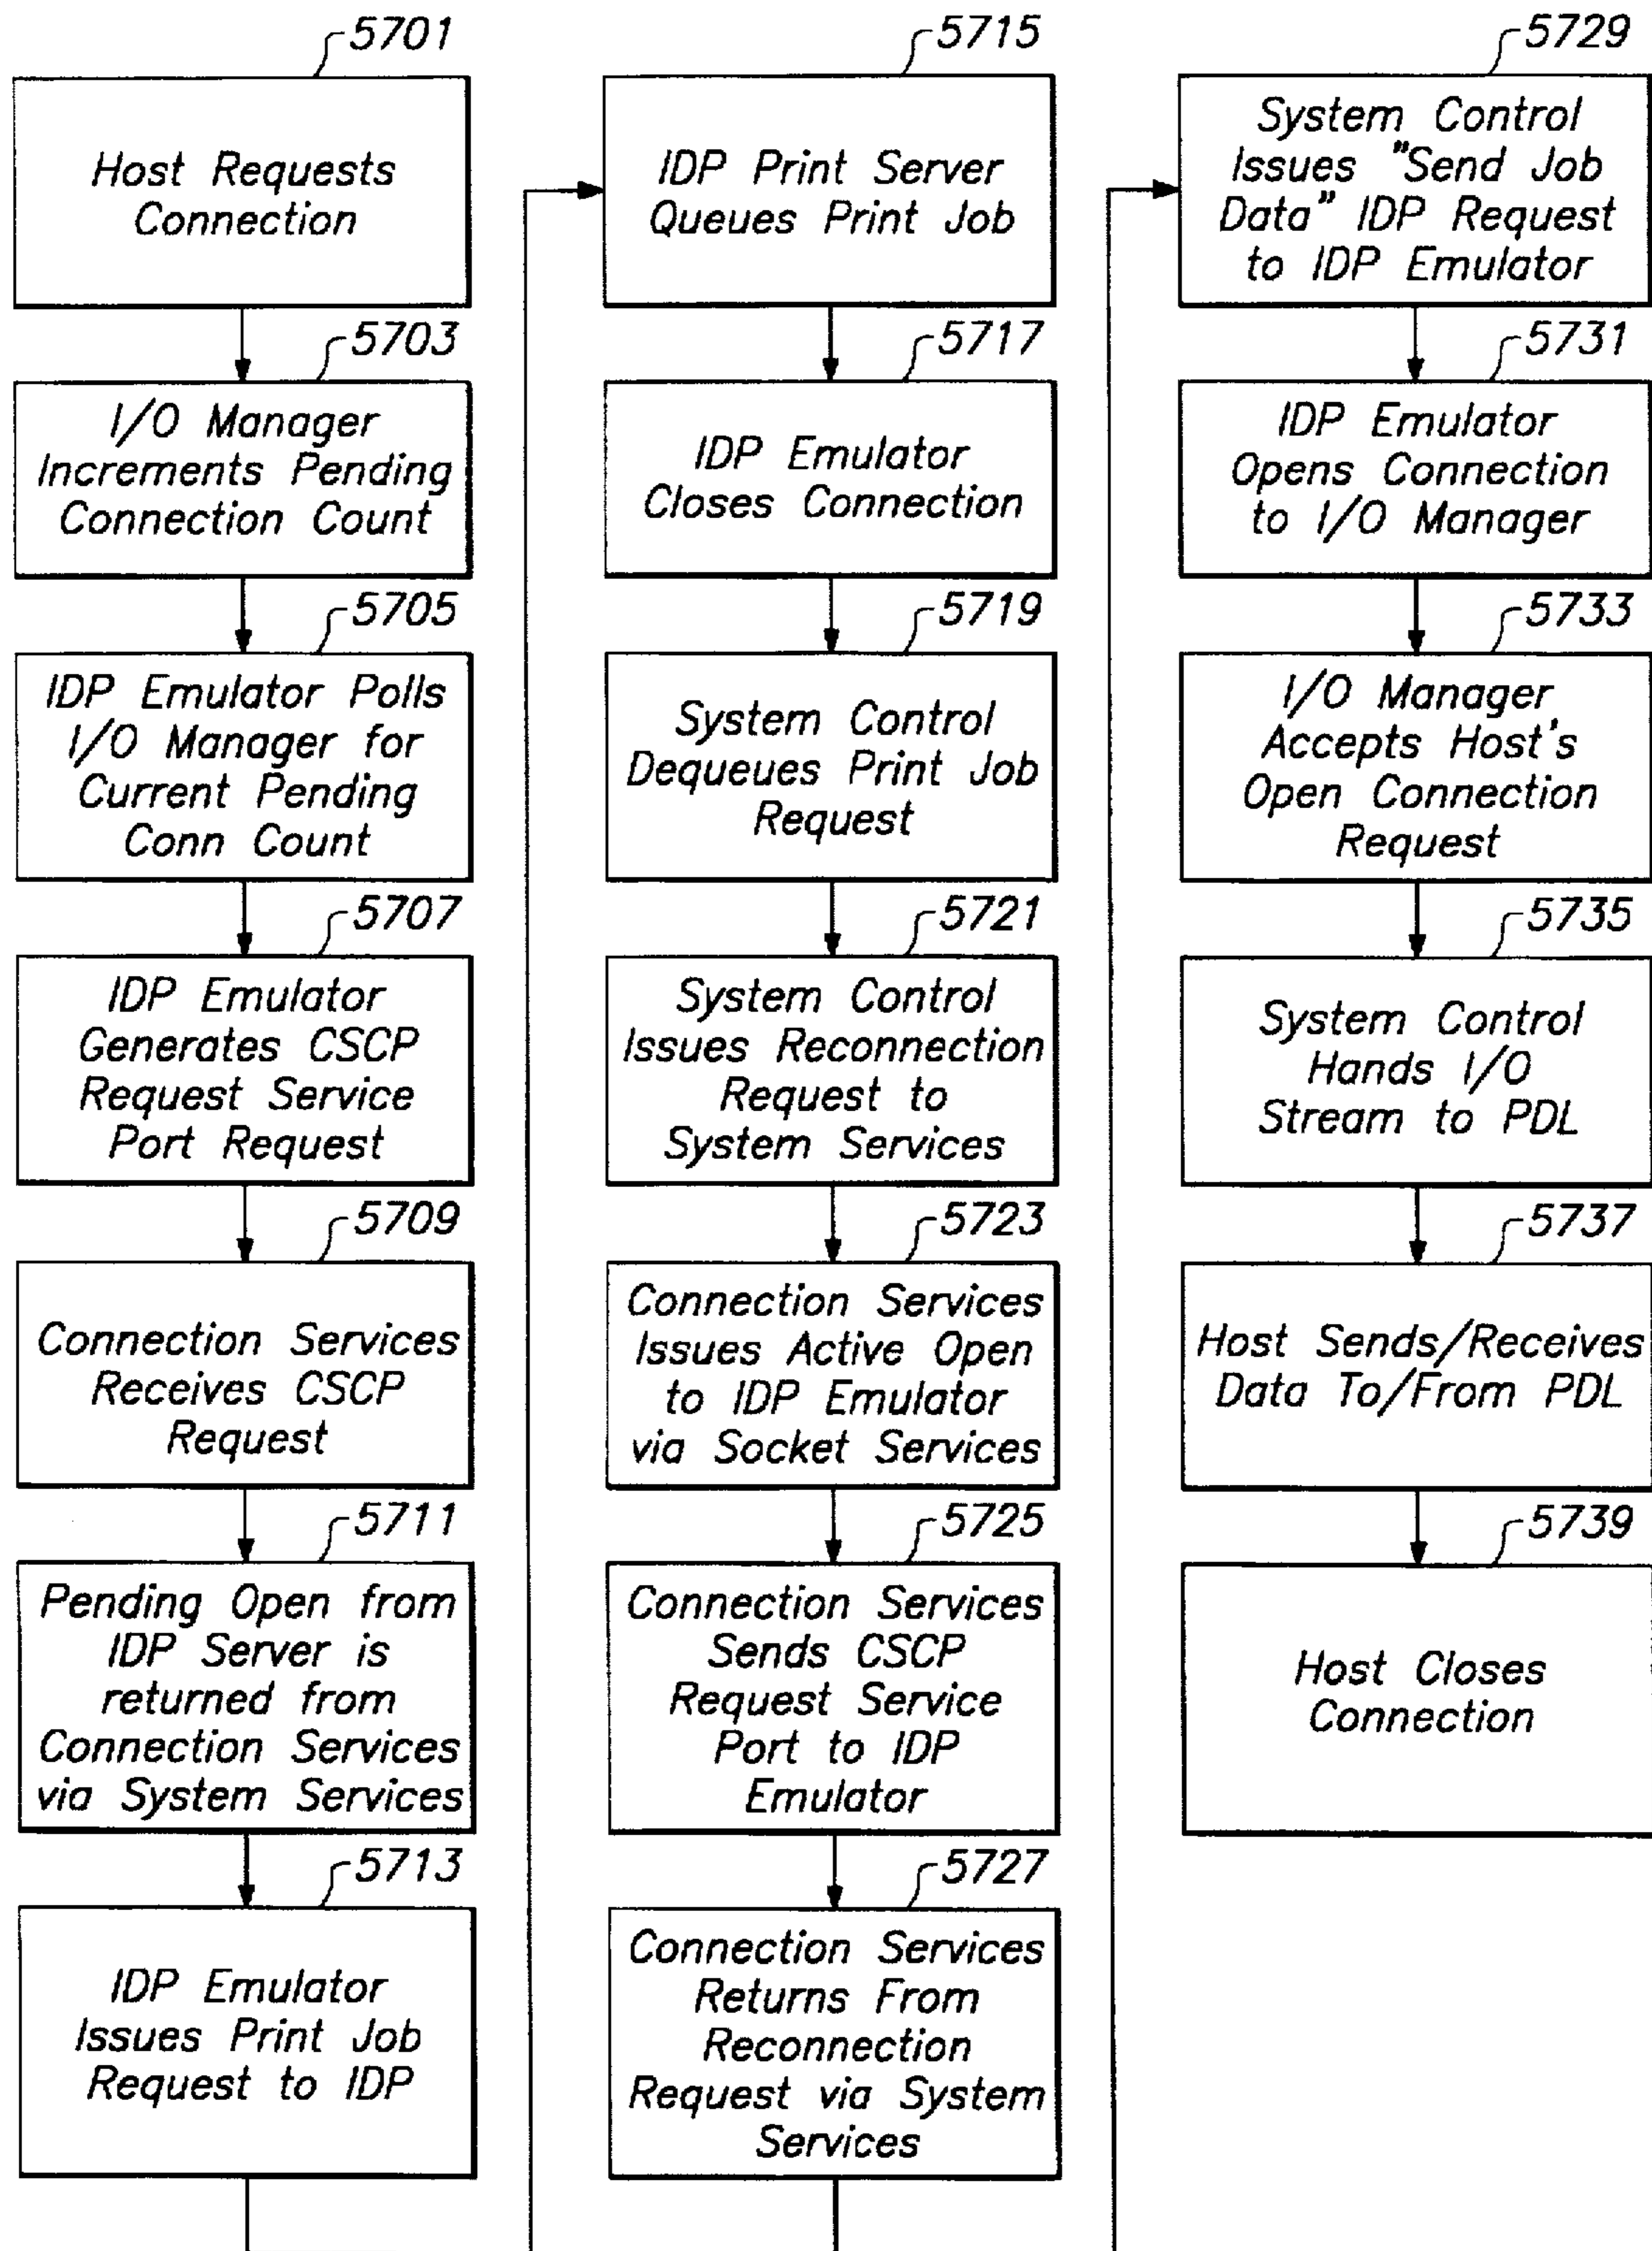 5701
Host Requests
Connection
5703
I/O Manager
Increments Pending
Connection Count
5705
IDP Emulator Polls
I/O Manager for
Current Pending
Conn Count
5707
IDP Emulator
Generates CSCP
Request Service
Port Request
5709
Connection Services
Receives CSCP
Request
5711
Pending Open from
IDP Server is
returned from
Connection Services
via System Services
5713
IDP Emulator
Issues Print Job
Request to IDP
5715
IDP Print Server
Queues Print Job
5717
IDP Emulator
Closes Connection
5719
System Control
Dequeues Print Job
Request
5721
System Control
Issues Reconnection
Request to
System Services
5723
Connection Services
Issues Active Open
to IDP Emulator
via Socket Services
5725
Connection Services
Sends CSCP
Request Service
Port to IDP
Emulator
5727
Connection Services
Returns From
Reconnection
Request via System
Services
5729
System Control
Issues "Send Job
Data" IDP Request
to IDP Emulator
5731
IDP Emulator
Opens Connection
to I/O Manager
5733
I/O Manager
Accepts Host's
Open Connection
Request
5735
System Control
Hands I/O
Stream to PDL
5737
Host Sends/Receives
Data To/From PDL
5739
Host Closes
Connection